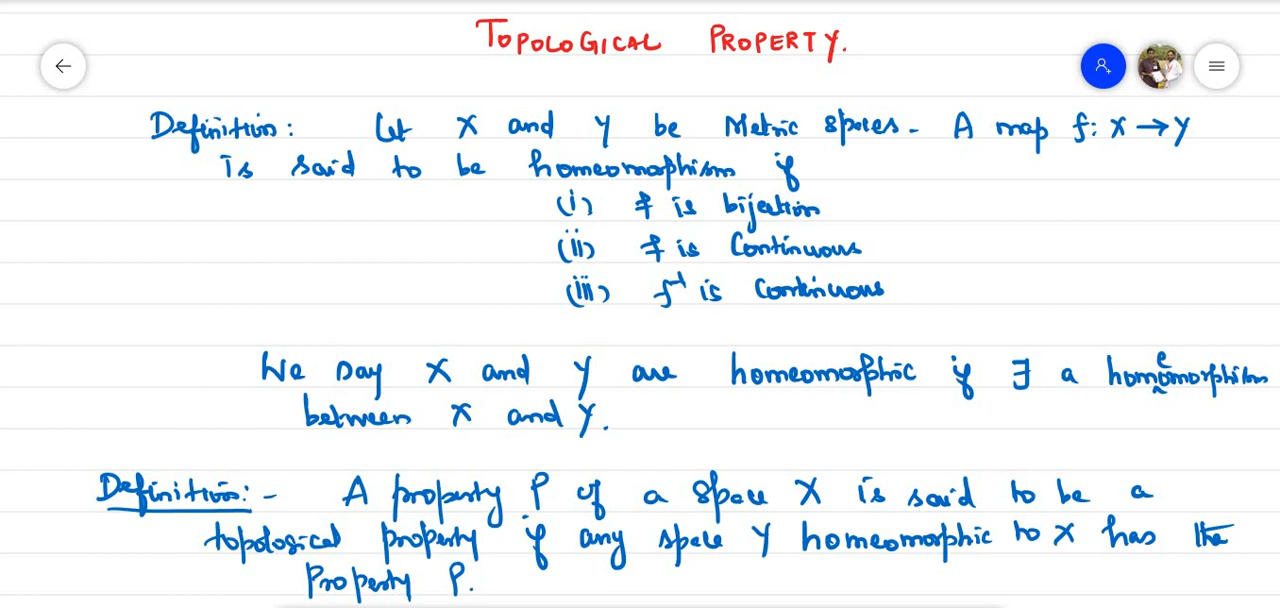 TOPOLOGICAL PROPERTY.
Definition: Let X and Y be Metric spaces. A map f: X → Y
is said to be homeomorphism if
(i) f is bijection
(ii) f is Continuous
(iii) f⁻¹ is Continuous
We say X and Y are homeomorphic if ∃ a homeomorphism
between X and Y.
Definition:- A property P of a space X is said to be a
topological property if any space Y homeomorphic to X has the
Property P.